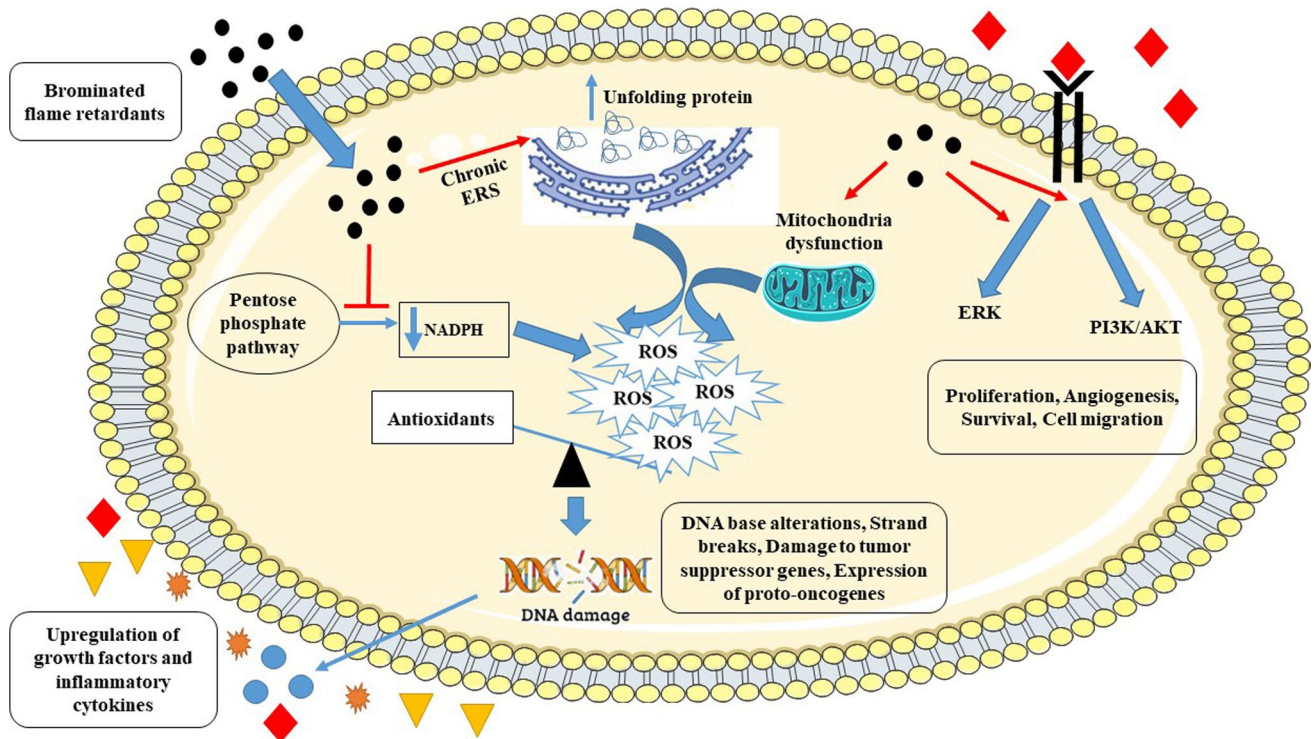 Brominated
flame retardants
Unfolding protein
Chronic
ERS
Mitochondria
dysfunction
Pentose
phosphate
pathway
NADPH
ERK
PI3K/AKT
ROS
ROS
ROS
ROS
Antioxidants
Proliferation, Angiogenesis,
Survival, Cell migration
DNA base alterations, Strand
breaks, Damage to tumor
suppressor genes, Expression
of proto-oncogenes
DNA damage
Upregulation of
growth factors and
inflammatory
cytokines